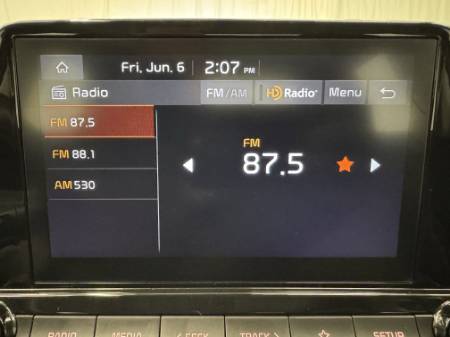 Fri, Jun. 6 2:07 PM
Radio FM/AM HD Radio Menu
FM 87.5
FM 88.1
AM 530
FM
87.5
RADIO MEDIA < SEEK TRACK > SETUP